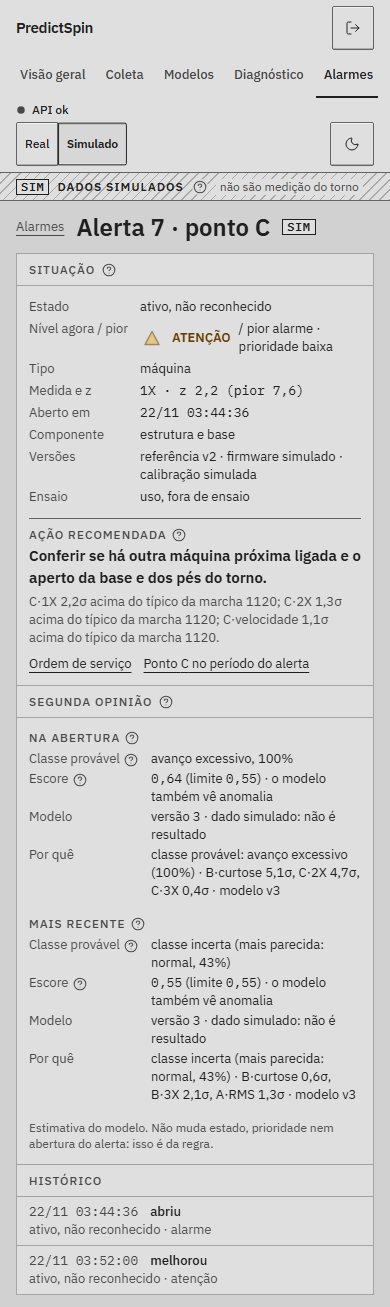 PredictSpin
Visão geral Coleta Modelos Diagnóstico Alarmes
API ok
Real Simulado
SIM DADOS SIMULADOS não são medição do torno
Alarmes Alerta 7 · ponto C SIM
SITUAÇÃO
Estado ativo, não reconhecido
Nível agora / pior ATENÇÃO / pior alarme ·
prioridade baixa
Tipo máquina
Medida e z 1X · z 2,2 (pior 7,6)
Aberto em 22/11 03:44:36
Componente estrutura e base
Versões referência v2 · firmware simulado ·
calibração simulada
Ensaio uso, fora de ensaio
AÇÃO RECOMENDADA
Conferir se há outra máquina próxima ligada e o
aperto da base e dos pés do torno.
C·1X 2,2σ acima do típico da marcha 1120; C·2X 1,3σ
acima do típico da marcha 1120; C·velocidade 1,1σ
acima do típico da marcha 1120.
Ordem de serviço Ponto C no período do alerta
SEGUNDA OPINIÃO
NA ABERTURA
Classe provável avanço excessivo, 100%
Escore 0,64 (limite 0,55) · o modelo
também vê anomalia
Modelo versão 3 · dado simulado: não é
resultado
Por quê classe provável: avanço excessivo
(100%) · B·curtose 5,1σ, C·2X 4,7σ,
C·3X 0,4σ · modelo v3
MAIS RECENTE
Classe provável classe incerta (mais parecida:
normal, 43%)
Escore 0,55 (limite 0,55) · o modelo
também vê anomalia
Modelo versão 3 · dado simulado: não é
resultado
Por quê classe incerta (mais parecida:
normal, 43%) · B·curtose 0,6σ,
B·3X 2,1σ, A·RMS 1,3σ · modelo v3
Estimativa do modelo. Não muda estado, prioridade nem
abertura do alerta: isso é da regra.
HISTÓRICO
22/11 03:44:36 abriu
ativo, não reconhecido · alarme
22/11 03:52:00 melhorou
ativo, não reconhecido · atenção